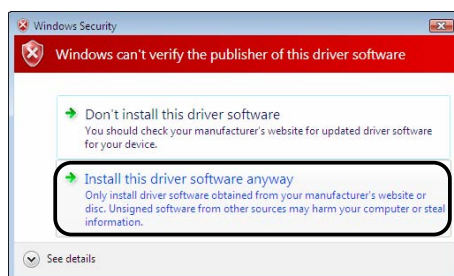 Windows Security
Windows can't verify the publisher of this driver software
Don't install this driver software
You should check your manufacturer's website for updated driver software
for your device.
Install this driver software anyway
Only install driver software obtained from your manufacturer's website or
disc. Unsigned software from other sources may harm your computer or steal
information.
See details